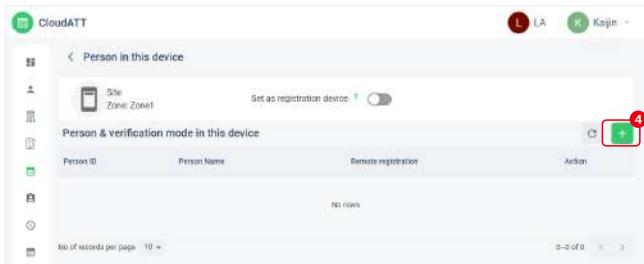 CloudATT
LA
Kaijin
Person in this device
Site
Zone: Zone1
Set as registration device ?
Person & verification mode in this device
4
Person ID Person Name Remote registration Action
No rows
No of records per page 10
0–0 of 0